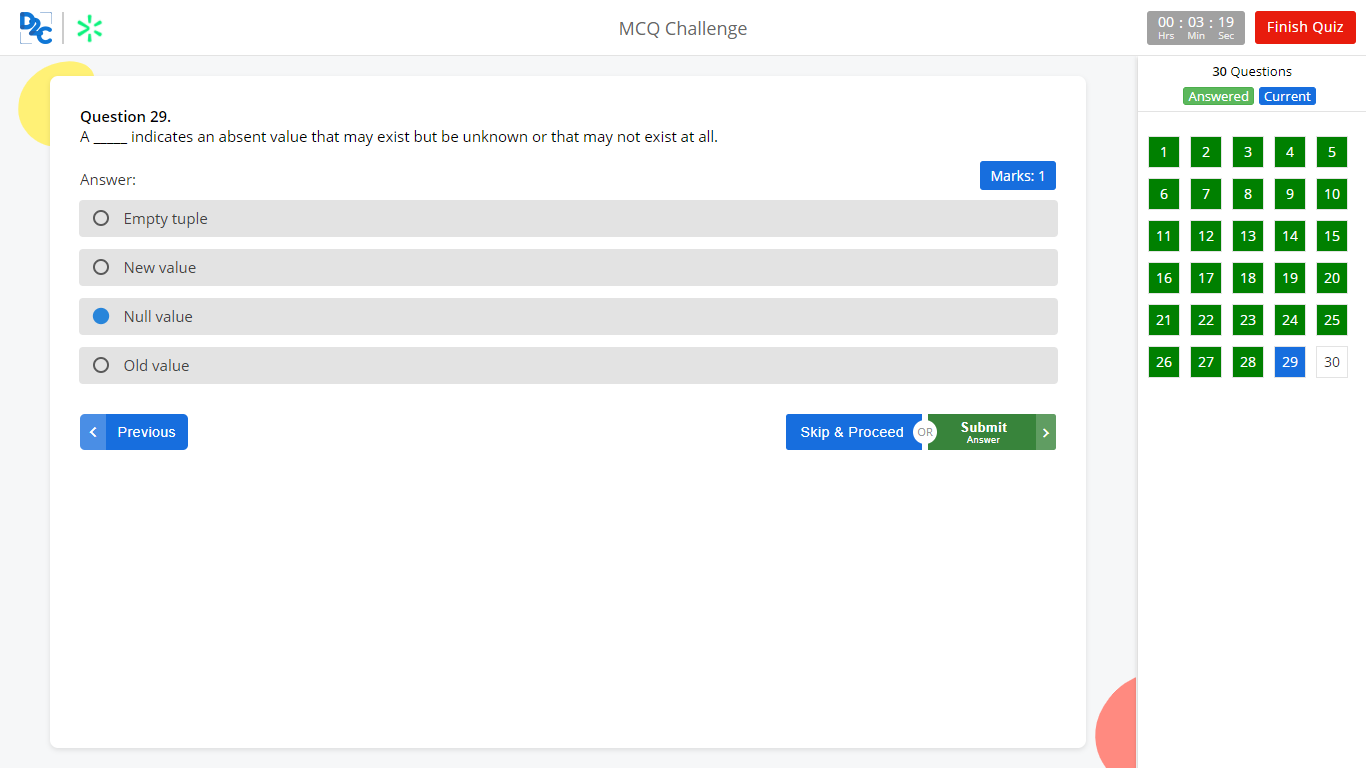 D2C
MCQ Challenge
00 : 03 : 19
Hrs Min Sec
Finish Quiz
30 Questions
Answered Current
Question 29.
A _____ indicates an absent value that may exist but be unknown or that may not exist at all.
Answer:
Marks: 1
Empty tuple
New value
Null value
Old value
< Previous
Skip & Proceed
OR
Submit
Answer
>
1 2 3 4 5
6 7 8 9 10
11 12 13 14 15
16 17 18 19 20
21 22 23 24 25
26 27 28 29 30